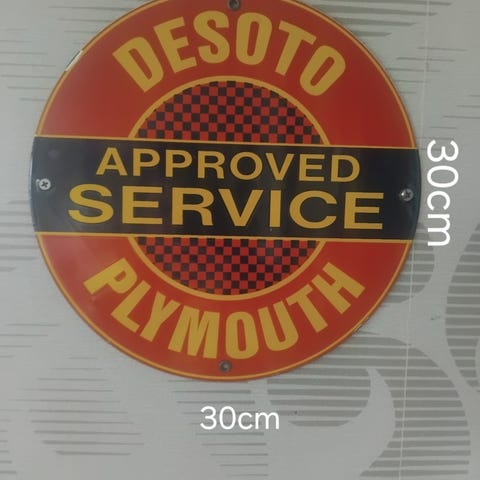 DESOTO
APPROVED
SERVICE
PLYMOUTH
30cm
30cm